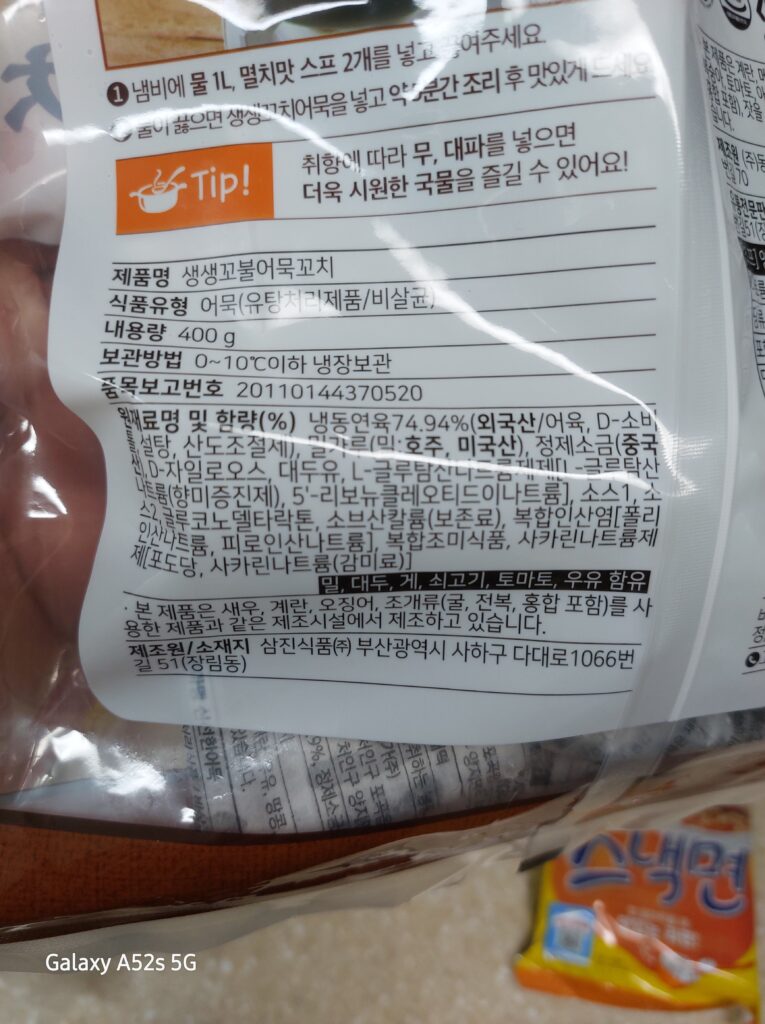 ❶ 냄비에 물 1L, 멸치맛 스프 2개를 넣고 끓여주세요
물이 끓으면 생생꼬치어묵을 넣고 약 분간 조리 후 맛있게 드세요
Tip!
취향에 따라 무, 대파를 넣으면
더욱 시원한 국물을 즐길 수 있어요!
제품명 생생꼬불어묵꼬치
식품유형 어묵(유탕처리제품/비살균)
내용량 400 g
보관방법 0~10℃이하 냉장보관
품목보고번호 20110144370520
원재료명 및 함량(%) 냉동연육74.94%(외국산/어육, D-소비
설탕, 산도조절제), 밀가루(밀:호주, 미국산), 정제소금(중국
D-자일로오스, 대두유, L-글루탐산나트륨제제[L-글루탐산
나트륨(향미증진제), 5'-리보뉴클레오티드이나트륨], 소스1, 소
스2, 글루코노델타락톤, 소브산칼륨(보존료), 복합인산염[폴리
인산나트륨, 피로인산나트륨], 복합조미식품, 사카린나트륨제
제[포도당, 사카린나트륨(감미료)]
밀, 대두, 게, 쇠고기, 토마토, 우유 함유
· 본 제품은 새우, 계란, 오징어, 조개류(굴, 전복, 홍합 포함)를 사
용한 제품과 같은 제조시설에서 제조하고 있습니다.
제조원/소재지 삼진식품㈜ 부산광역시 사하구 다대로1066번
길 51(장림동)
스낵면
Galaxy A52s 5G